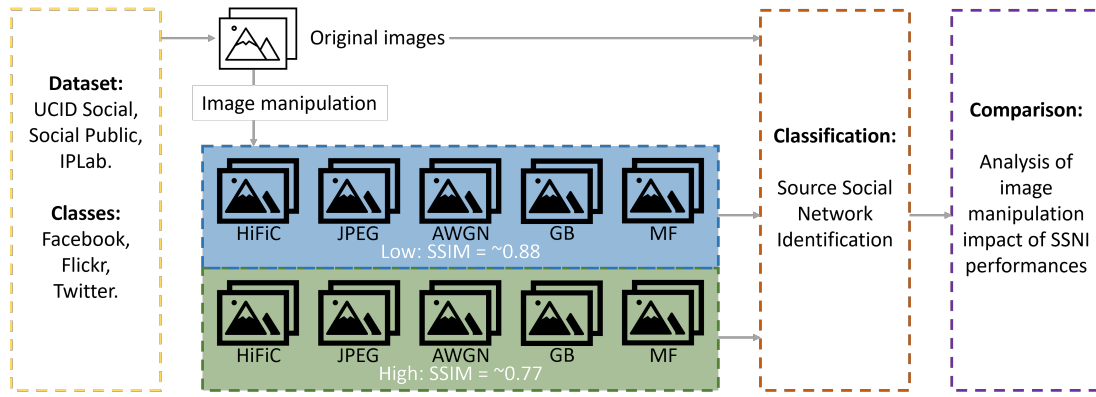 Dataset:
UCID Social,
Social Public,
IPLab.
Classes:
Facebook,
Flickr,
Twitter.
Original images
Image manipulation
HiFiC JPEG AWGN GB MF
Low: SSIM = ~0.88
HiFiC JPEG AWGN GB MF
High: SSIM = ~0.77
Classification:
Source Social
Network
Identification
Comparison:
Analysis of
image
manipulation
impact of SSNI
performances